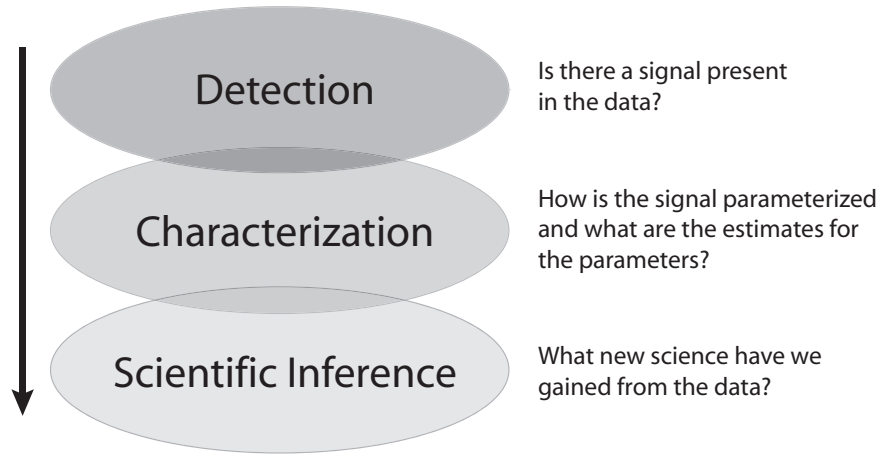 Detection
Is there a signal present
in the data?
Characterization
How is the signal parameterized
and what are the estimates for
the parameters?
Scientific Inference
What new science have we
gained from the data?